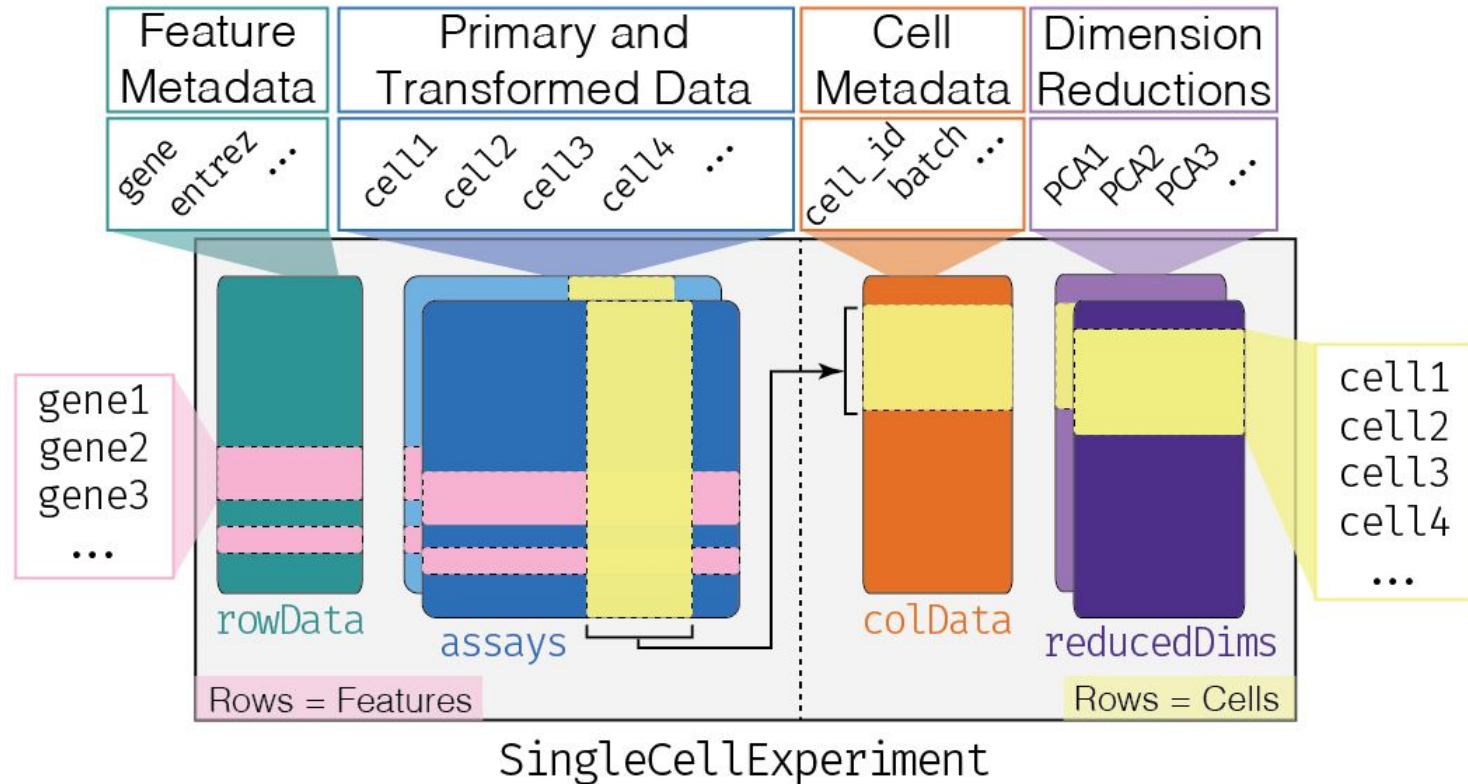 Feature
Metadata
Primary and
Transformed Data
Cell
Metadata
Dimension
Reductions
gene
entrez
...
cell1
cell2
cell3
cell4
...
cell_id
batch
...
PCA1
PCA2
PCA3
...
gene1
gene2
gene3
...
cell1
cell2
cell3
cell4
...
rowData
assays
colData
reducedDims
Rows = Features
Rows = Cells
SingleCellExperiment